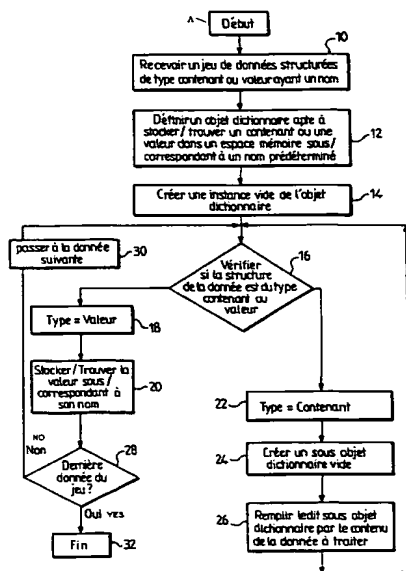 A
Début
10
Recevoir un jeu de données structurées
de type contenant ou valeur ayant un nom
Définir un objet dictionnaire apte à
stocker/trouver un contenant ou une
valeur dans un espace mémoire sous/
correspondant à un nom prédéterminé
12
Créer une instance vide de l'objet
dictionnaire
14
passer à la donnée
suivante
30
Vérifier
si la structure
de la donnée est du type
contenant ou
valeur
16
Type = Valeur
18
Stocker/Trouver la
valeur sous/
correspondant à
son nom
20
22
Type = Contenant
24
Créer un sous objet
dictionnaire vide
NO
Non
Dernière
donnée du
jeu?
28
26
Remplir ledit sous objet
dictionnaire par le contenu
de la donnée à traiter
Oui YES
Fin
32